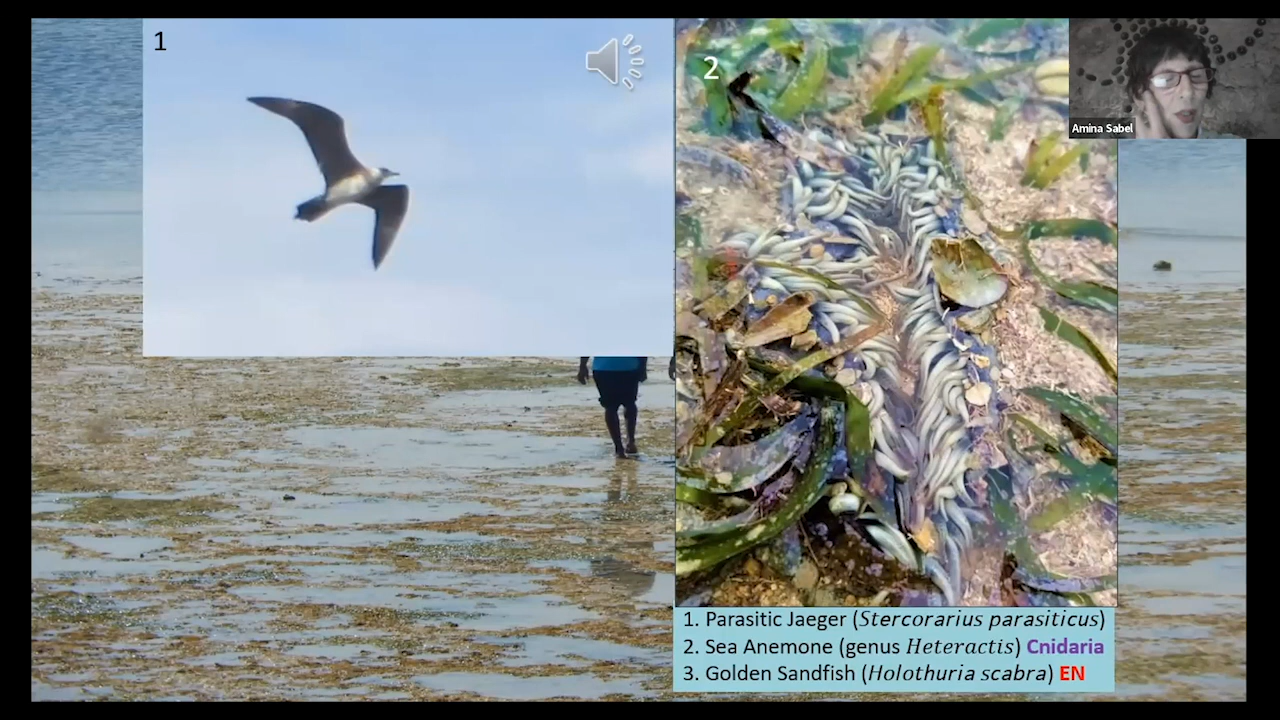 1
2
Amina Sabel
1. Parasitic Jaeger (Stercorarius parasiticus)
2. Sea Anemone (genus Heteractis) Cnidaria
3. Golden Sandfish (Holothuria scabra) EN